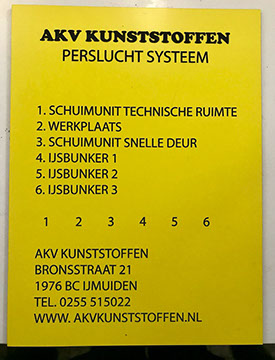 AKV KUNSTSTOFFEN
PERSLUCHT SYSTEEM
1. SCHUIMUNIT TECHNISCHE RUIMTE
2. WERKPLAATS
3. SCHUIMUNIT SNELLE DEUR
4. IJSBUNKER 1
5. IJSBUNKER 2
6. IJSBUNKER 3
1 2 3 4 5 6
AKV KUNSTSTOFFEN
BRONSSTRAAT 21
1976 BC IJMUIDEN
TEL. 0255 515022
WWW. AKVKUNSTSTOFFEN.NL